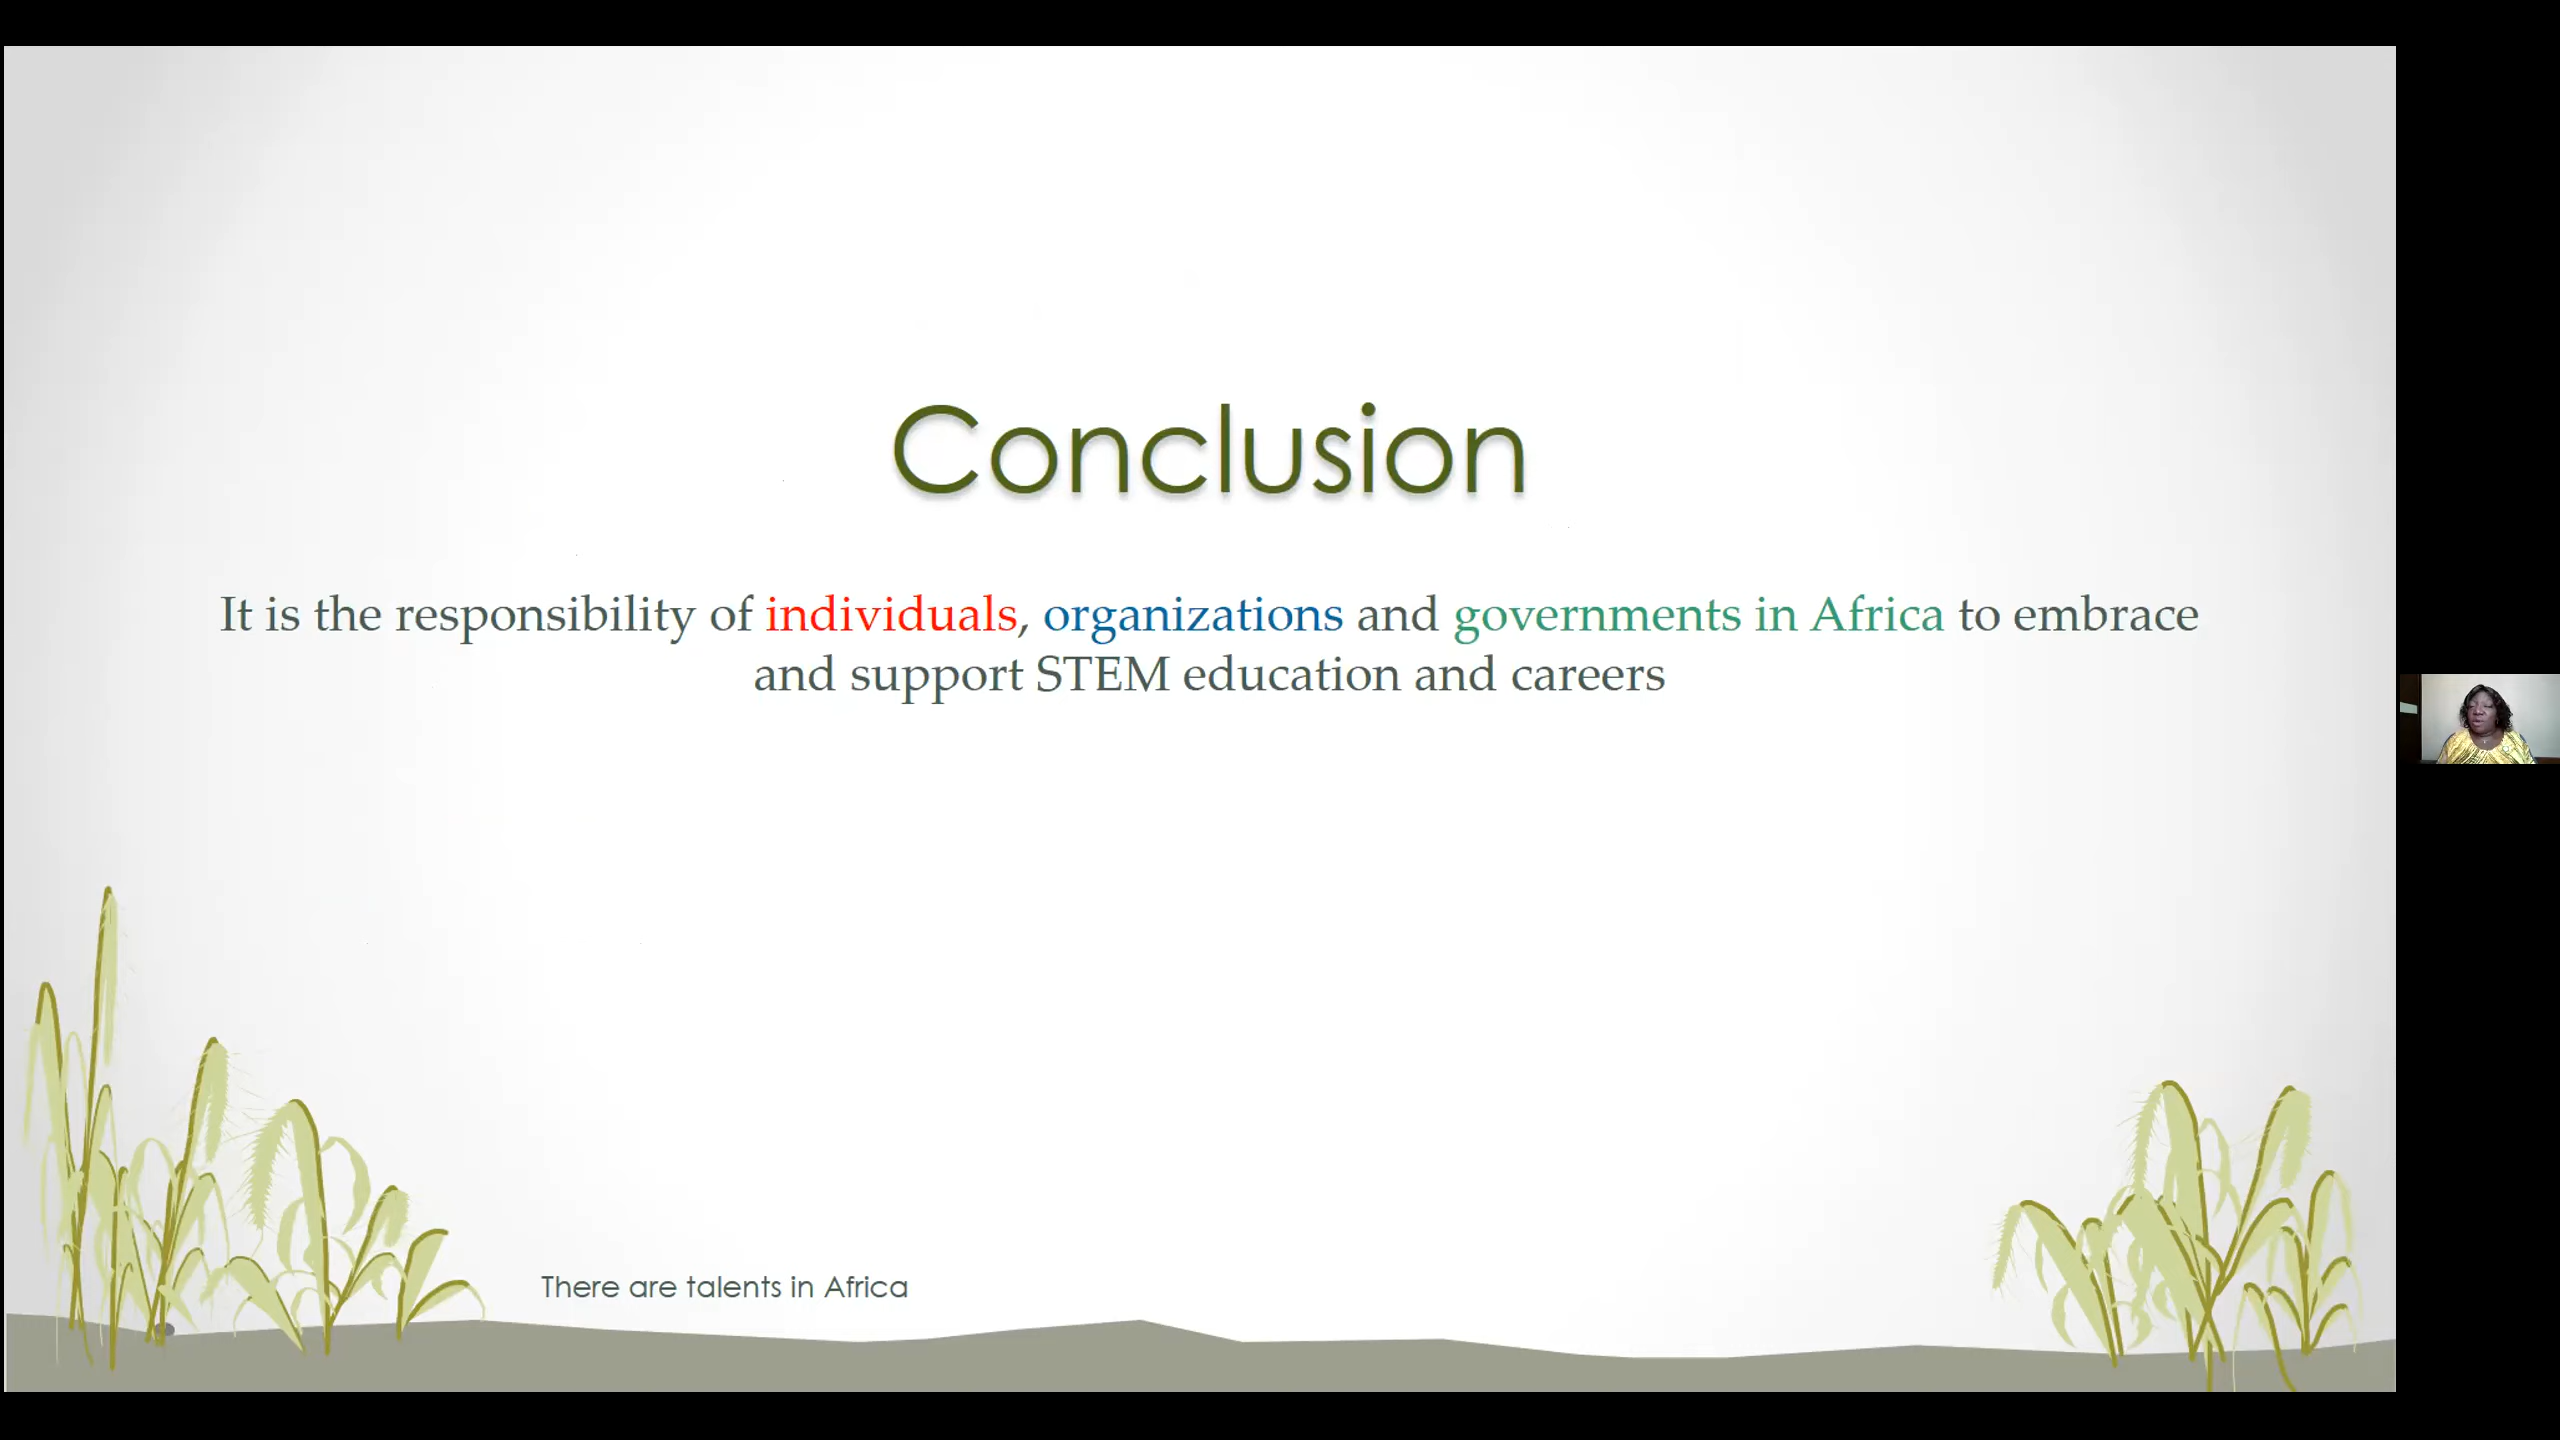 Conclusion
It is the responsibility of individuals, organizations and governments in Africa to embrace
and support STEM education and careers
There are talents in Africa